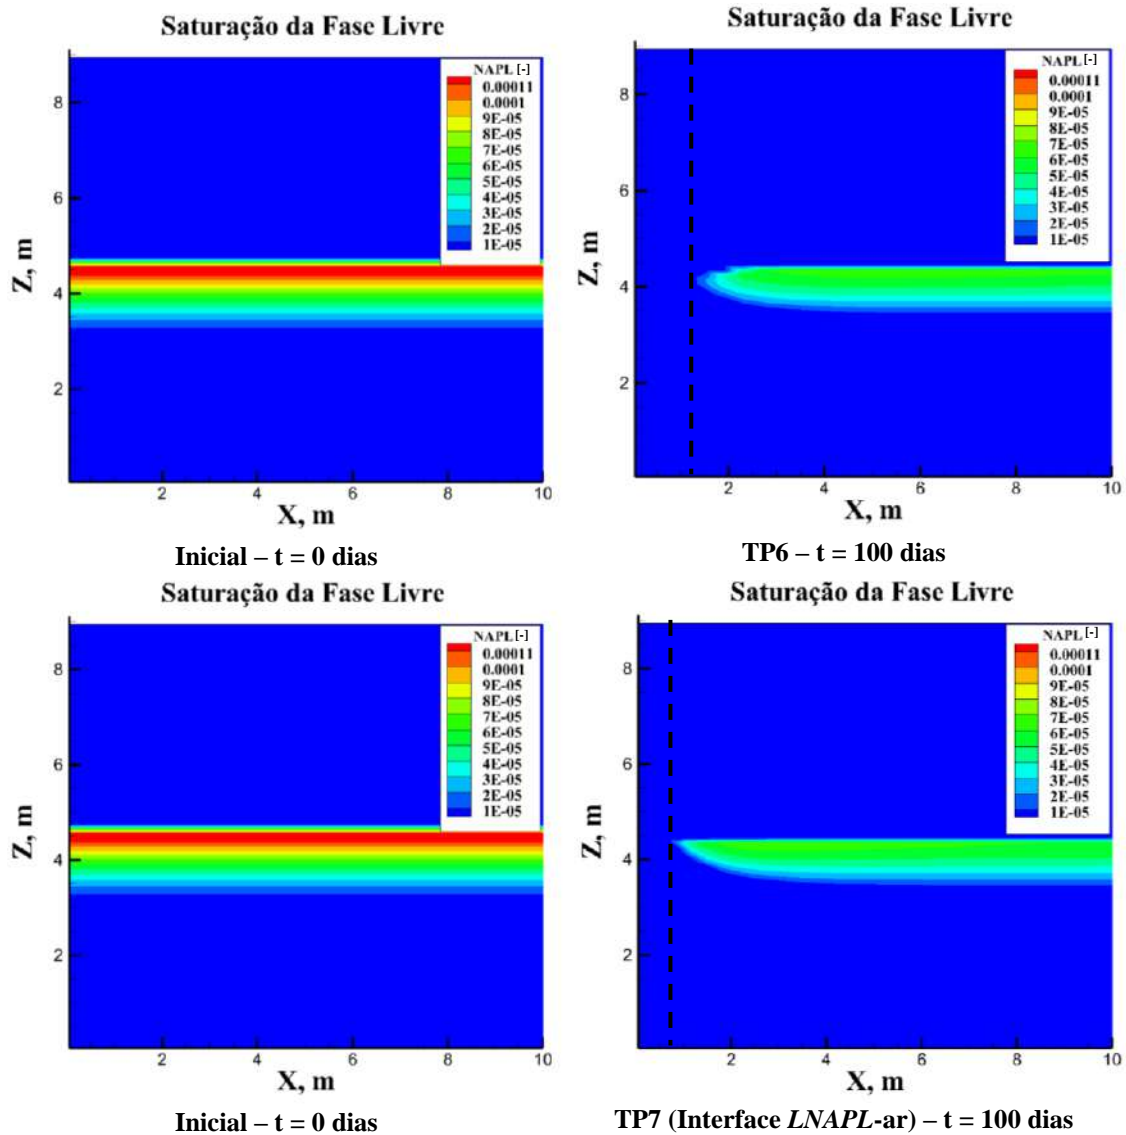 Saturação da Fase Livre
NAPL [-]
0.00011
0.0001
9E-05
8E-05
7E-05
6E-05
5E-05
4E-05
3E-05
2E-05
1E-05
8
6
4
2
Z, m
2 4 6 8 10
X, m
Inicial – t = 0 dias
Saturação da Fase Livre
NAPL [-]
0.00011
0.0001
9E-05
8E-05
7E-05
6E-05
5E-05
4E-05
3E-05
2E-05
1E-05
8
6
4
2
Z, m
2 4 6 8 10
X, m
TP6 – t = 100 dias
Saturação da Fase Livre
NAPL [-]
0.00011
0.0001
9E-05
8E-05
7E-05
6E-05
5E-05
4E-05
3E-05
2E-05
1E-05
8
6
4
2
Z, m
2 4 6 8 10
X, m
Inicial – t = 0 dias
Saturação da Fase Livre
NAPL [-]
0.00011
0.0001
9E-05
8E-05
7E-05
6E-05
5E-05
4E-05
3E-05
2E-05
1E-05
8
6
4
2
Z, m
2 4 6 8 10
X, m
TP7 (Interface LNAPL-ar) – t = 100 dias